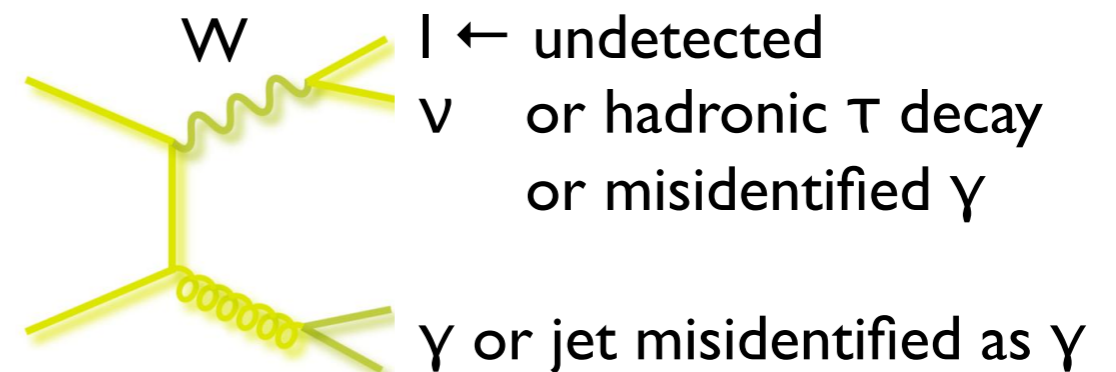 W l ← undetected
ν or hadronic τ decay
or misidentified γ
γ or jet misidentified as γ